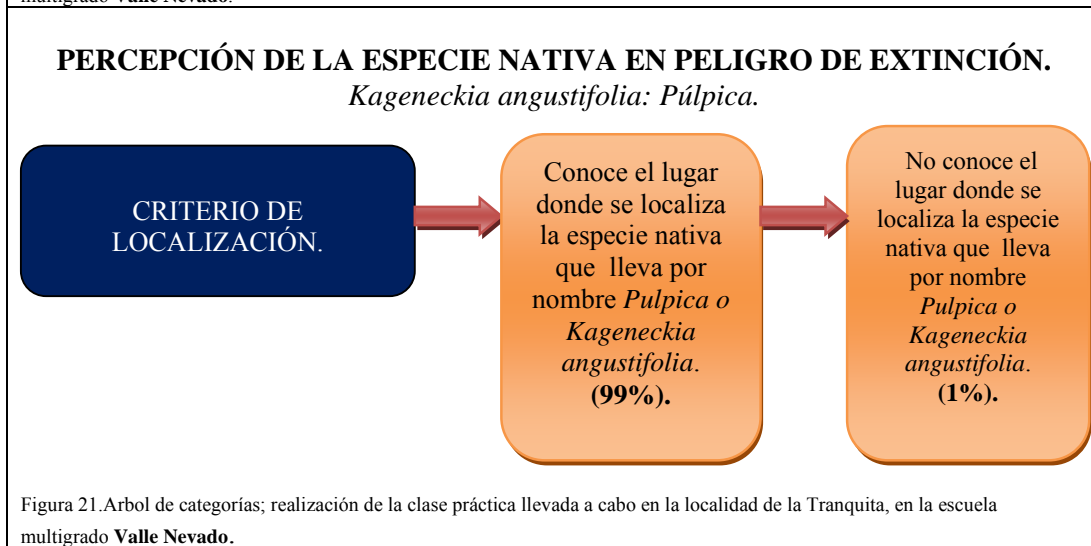 multigrado Valle Nevado.
PERCEPCIÓN DE LA ESPECIE NATIVA EN PELIGRO DE EXTINCIÓN.
Kageneckia angustifolia: Púlpica.
CRITERIO DE
LOCALIZACIÓN.
Conoce el lugar
donde se localiza
la especie nativa
que lleva por
nombre Pulpica o
Kageneckia
angustifolia.
(99%).
No conoce el
lugar donde se
localiza la especie
nativa que lleva
por nombre
Pulpica o
Kageneckia
angustifolia.
(1%).
Figura 21.Arbol de categorías; realización de la clase práctica llevada a cabo en la localidad de la Tranquita, en la escuela
multigrado Valle Nevado.